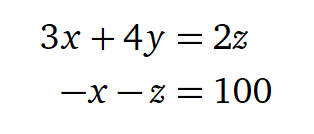 3x + 4y = 2z
−x − z = 100